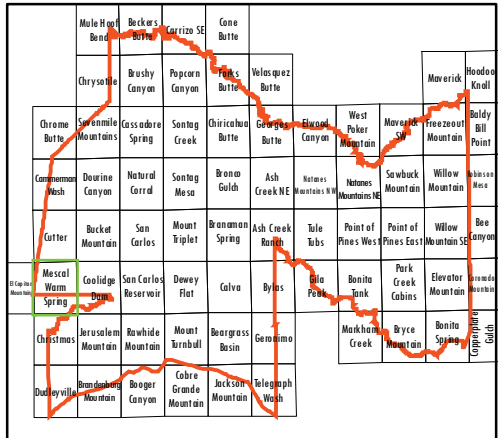 Mule Hoof Bend
Beckers Butte
Carrizo SE
Cone Butte
Chrysotile
Brushy Canyon
Popcorn Canyon
Forks Butte
Velasquez Butte
Maverick
Hoodoo Knoll
Chrome Butte
Sevenmile Mountains
Cassadore Spring
Sontag Creek
Chiricahua Butte
Georges Butte
Elwood Canyon
West Poker Mountain
Maverick SW
Freezeout Mountain
Baldy Bill Point
Cammerman Wash
Dourine Canyon
Natural Corral
Sontag Mesa
Bronco Gulch
Ash Creek NE
Natanes Mountains NW
Natanes Mountains NE
Sawbuck Mountain
Willow Mountain
Robinson Mesa
Cutter
Bucket Mountain
San Carlos
Mount Triplet
Branaman Spring
Ash Creek Ranch
Tule Tubs
Point of Pines West
Point of Pines East
Willow Mountain SE
Bee Canyon
El Capitan Mountain
Mescal Warm Spring
Coolidge Dam
San Carlos Reservoir
Dewey Flat
Calva
Bylas
Gila Peak
Bonita Tank
Park Creek Cabins
Elevator Mountain
Coronado Mountain
Christmas
Jerusalem Mountain
Rawhide Mountain
Mount Turnbull
Beargrass Basin
Geronimo
Markham Creek
Bryce Mountain
Bonita Spring
Copperplate Gulch
Dudleyville
Brandenburg Mountain
Booger Canyon
Cobre Grande Mountain
Jackson Mountain
Telegraph Wash